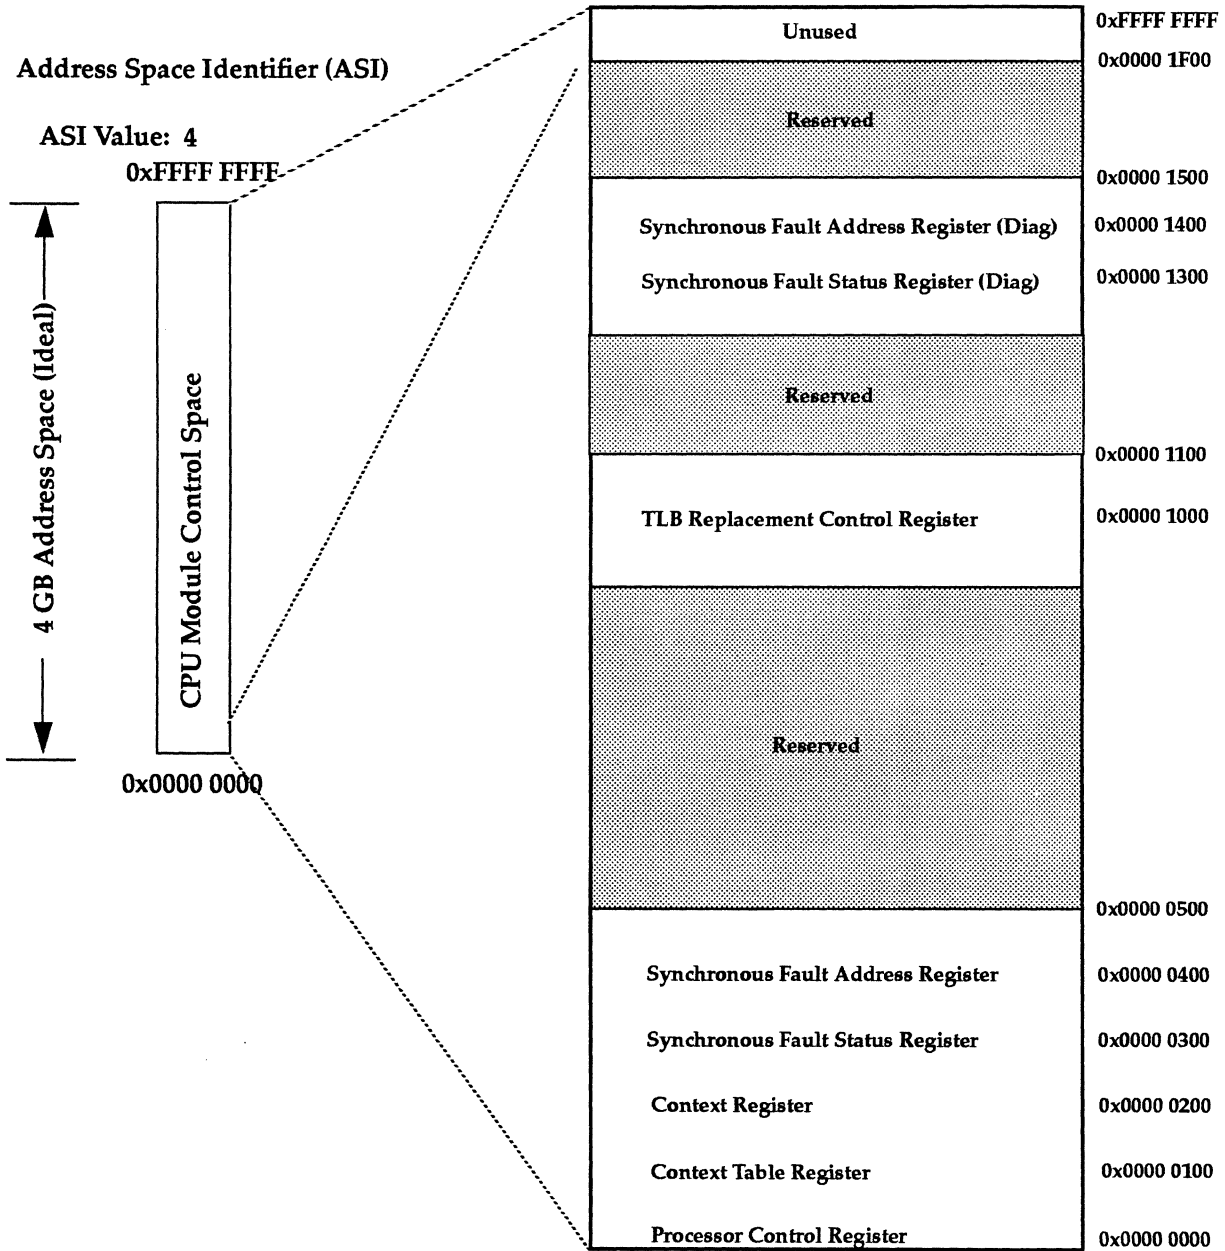 Address Space Identifier (ASI)
ASI Value: 4
0xFFFF FFFF
4 GB Address Space (Ideal)
CPU Module Control Space
0x0000 0000
Unused
0xFFFF FFFF
0x0000 1F00
Reserved
0x0000 1500
Synchronous Fault Address Register (Diag)
0x0000 1400
Synchronous Fault Status Register (Diag)
0x0000 1300
Reserved
0x0000 1100
TLB Replacement Control Register
0x0000 1000
Reserved
0x0000 0500
Synchronous Fault Address Register
0x0000 0400
Synchronous Fault Status Register
0x0000 0300
Context Register
0x0000 0200
Context Table Register
0x0000 0100
Processor Control Register
0x0000 0000